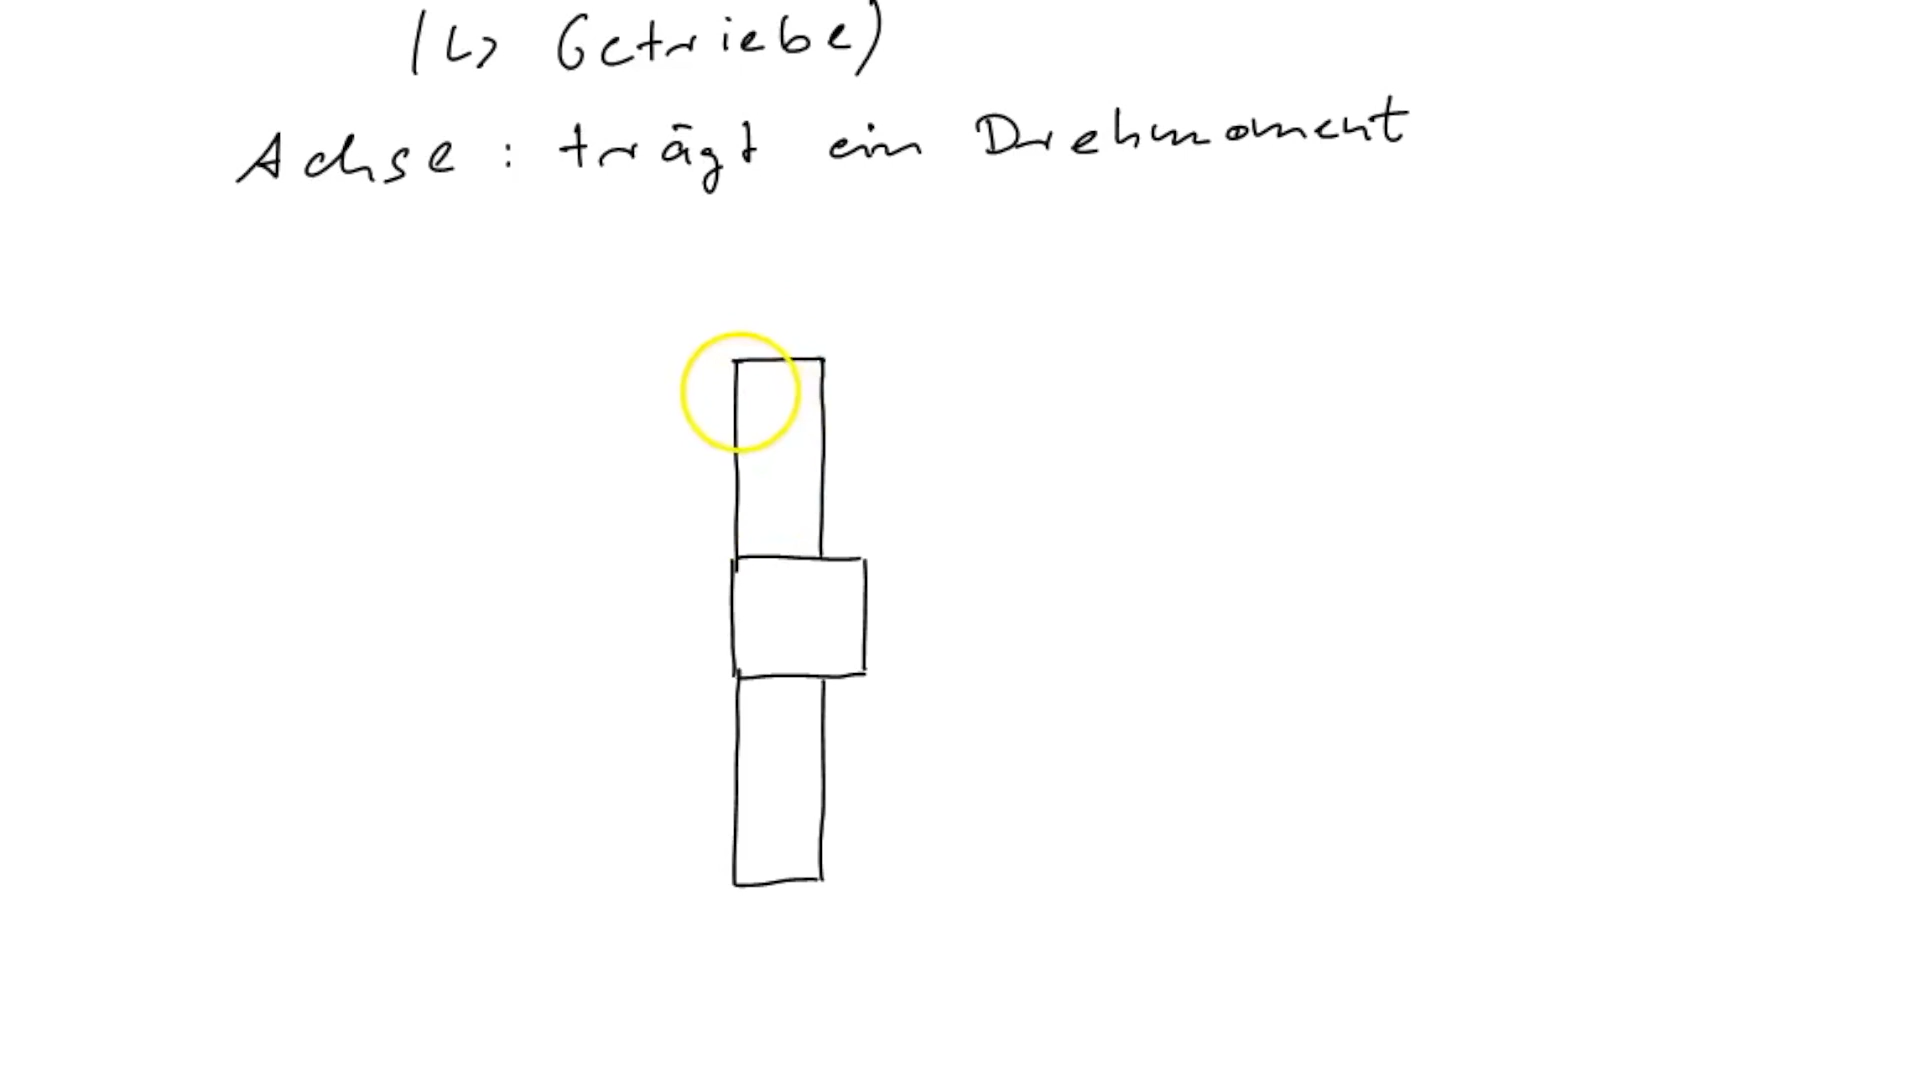 (↳ Getriebe)
Achse : trägt ein Drehmoment